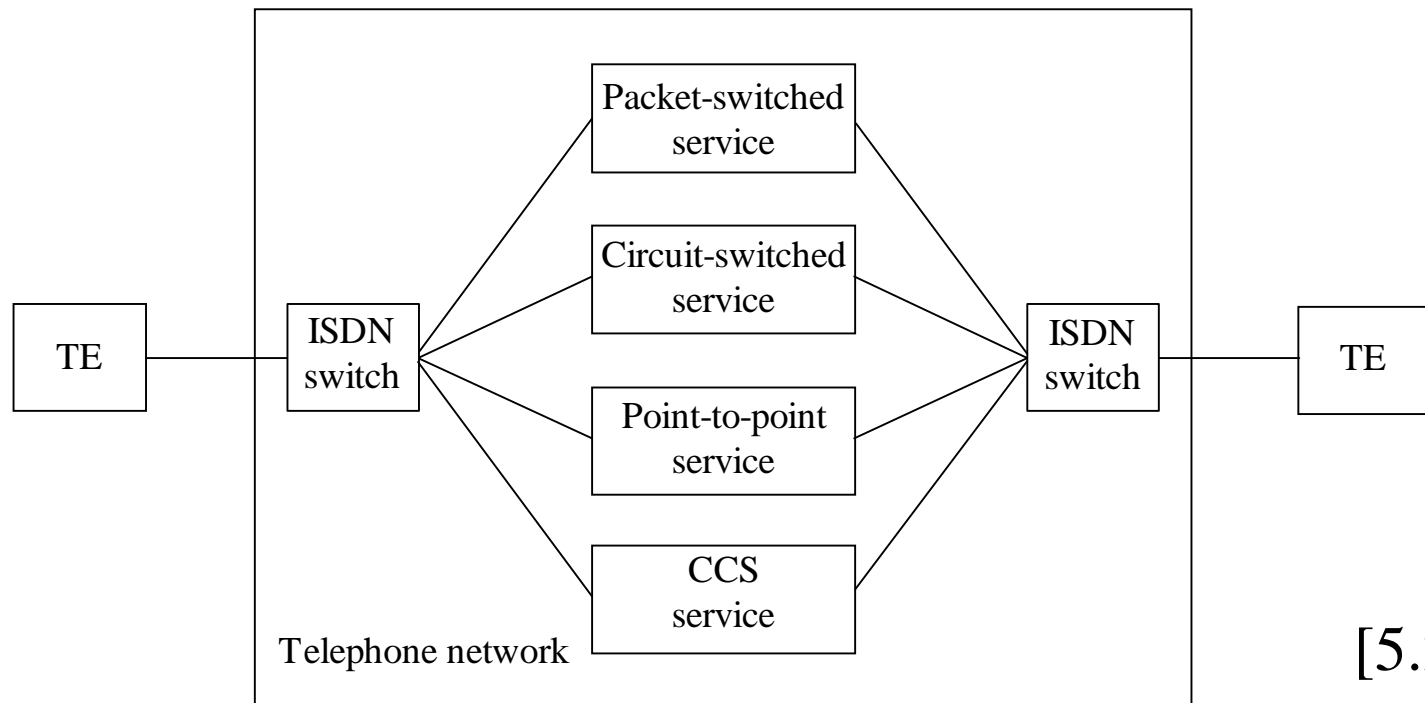 Packet-switched
service
Circuit-switched
service
TE
ISDN
switch
ISDN
switch
TE
Point-to-point
service
CCS
service
Telephone network
[5.